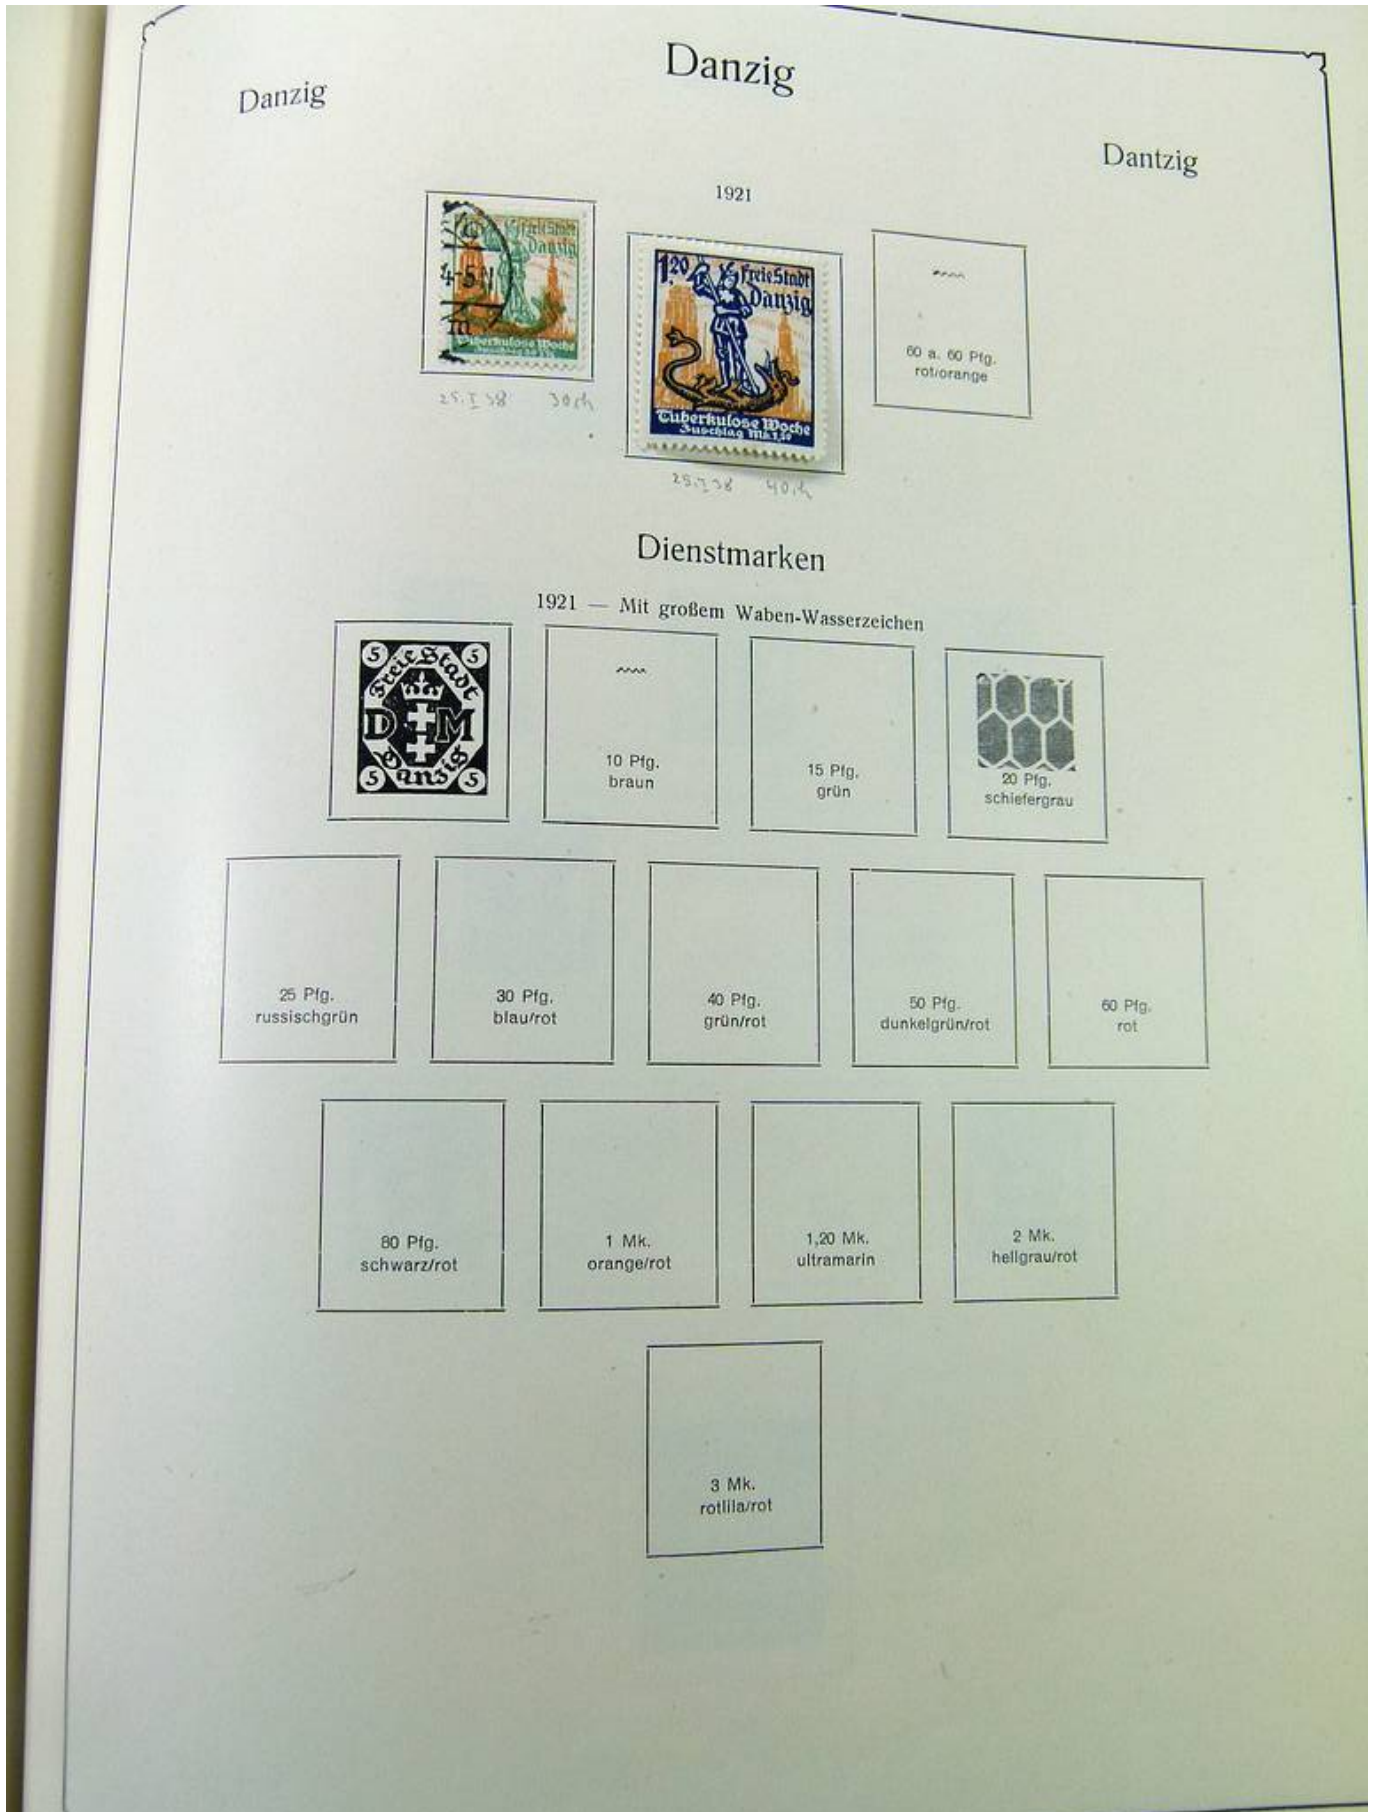 Danzig
Danzig
Dantzig
1921
Freie Stadt
Danzig
4-5N
m
Tuberkulose Woche
1,20
Freie Stadt
Danzig
Tuberkulose Woche
Zuschlag Mk.1,20
60 a. 60 Pfg.
rot/orange
25.I 38
25.I 38
Dienstmarken
1921 — Mit großem Waben-Wasserzeichen
5 5
Freie Stadt
D M
Danzig
5 5
10 Pfg.
braun
15 Pfg.
grün
20 Pfg.
schiefergrau
25 Pfg.
russischgrün
30 Pfg.
blau/rot
40 Pfg.
grün/rot
50 Pfg.
dunkelgrün/rot
60 Pfg.
rot
80 Pfg.
schwarz/rot
1 Mk.
orange/rot
1,20 Mk.
ultramarin
2 Mk.
hellgrau/rot
3 Mk.
rotlila/rot